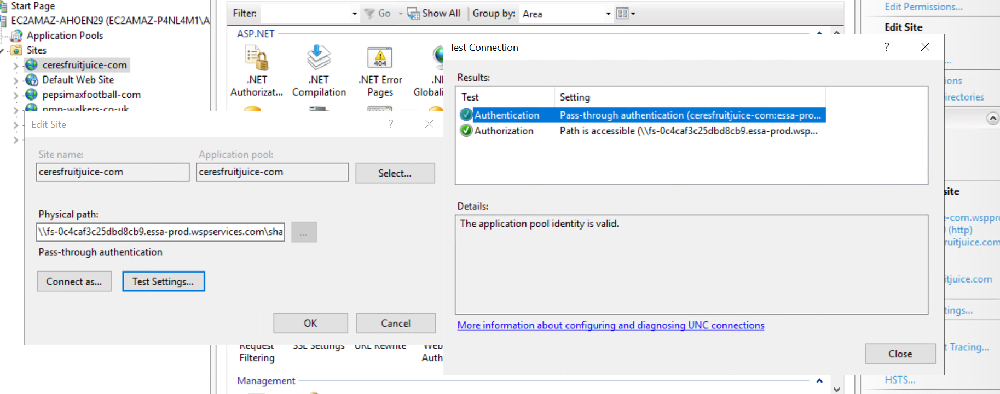 Start Page
EC2AMAZ-AHOEN29 (EC2AMAZ-P4NL4M1\A
Application Pools
Sites
ceresfruitjuice-com
Default Web Site
pepsimaxfootball-com
pmp-walkers-co-uk
Filter:
Go
Show All
Group by:
Area
ASP.NET
.NET Authorizat...
.NET Compilation
404
.NET Error Pages
.NE
Globali
Edit Site
?
Site name:
Application pool:
ceresfruitjuice-com
ceresfruitjuice-com
Select...
Physical path:
\\fs-0c4caf3c25dbd8cb9.essa-prod.wspservices.com\sha
...
Pass-through authentication
Connect as...
Test Settings...
OK
Cancel
Request Filtering
SSL Settings
URL Rewrite
Web
Auth
Management
Test Connection
?
Results:
Test
Setting
Authentication
Pass-through authentication (ceresfruitjuice-com:essa-pro...
Authorization
Path is accessible (\\fs-0c4caf3c25dbd8cb9.essa-prod.wsp...
Details:
The application pool identity is valid.
More information about configuring and diagnosing UNC connections
Close
Edit Permissions...
Edit Site
...
ions
irectories
site
e-com.wsppro
(http)
ruitjuice.com
itjuice.com
tings...
t Tracing...
HSTS...